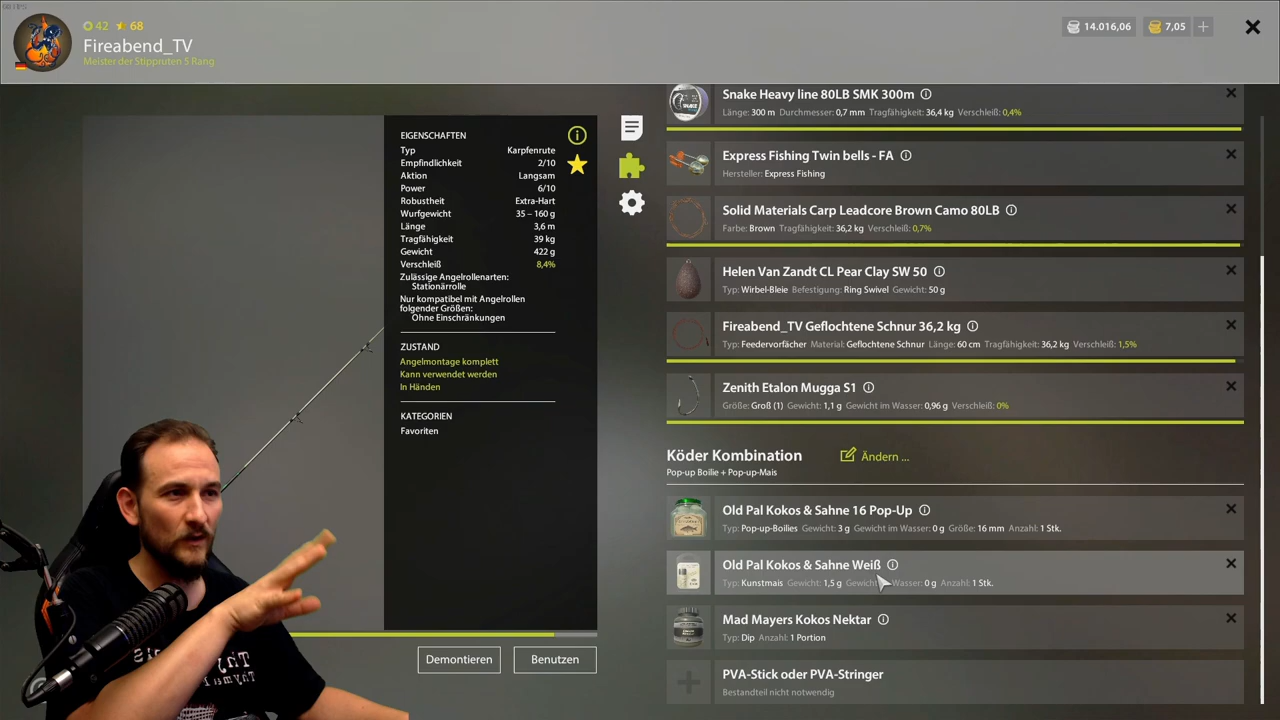 42 68
Fireabend_TV
Meister der Stippruten 5 Rang
14.016,06 7,05 +
EIGENSCHAFTEN
Typ Karpfenrute
Empfindlichkeit 2/10
Aktion Langsam
Power 6/10
Robustheit Extra-Hart
Wurfgewicht 35 – 160 g
Länge 3,6 m
Tragfähigkeit 39 kg
Gewicht 422 g
Verschleiß 8,4%
Zulässige Angelrollenarten:
Stationärrolle
Nur kompatibel mit Angelrollen
folgender Größen:
Ohne Einschränkungen
ZUSTAND
Angelmontage komplett
Kann verwendet werden
In Händen
KATEGORIEN
Favoriten
Demontieren Benutzen
Snake Heavy line 80LB SMK 300m
Länge: 300 m Durchmesser: 0,7 mm Tragfähigkeit: 36,4 kg Verschleiß: 0,4%
Express Fishing Twin bells - FA
Hersteller: Express Fishing
Solid Materials Carp Leadcore Brown Camo 80LB
Farbe: Brown Tragfähigkeit: 36,2 kg Verschleiß: 0,7%
Helen Van Zandt CL Pear Clay SW 50
Typ: Wirbel-Bleie Befestigung: Ring Swivel Gewicht: 50 g
Fireabend_TV Geflochtene Schnur 36,2 kg
Typ: Feedervorfächer Material: Geflochtene Schnur Länge: 60 cm Tragfähigkeit: 36,2 kg Verschleiß: 1,5%
Zenith Etalon Mugga S1
Größe: Groß (1) Gewicht: 1,1 g Gewicht im Wasser: 0,96 g Verschleiß: 0%
Köder Kombination Ändern ...
Pop-up Boilie + Pop-up-Mais
Old Pal Kokos & Sahne 16 Pop-Up
Typ: Pop-up-Boilies Gewicht: 3 g Gewicht im Wasser: 0 g Größe: 16 mm Anzahl: 1 Stk.
Old Pal Kokos & Sahne Weiß
Typ: Kunstmais Gewicht: 1,5 g Gewicht Wasser: 0 g Anzahl: 1 Stk.
Mad Mayers Kokos Nektar
Typ: Dip Anzahl: 1 Portion
PVA-Stick oder PVA-Stringer
Bestandteil nicht notwendig